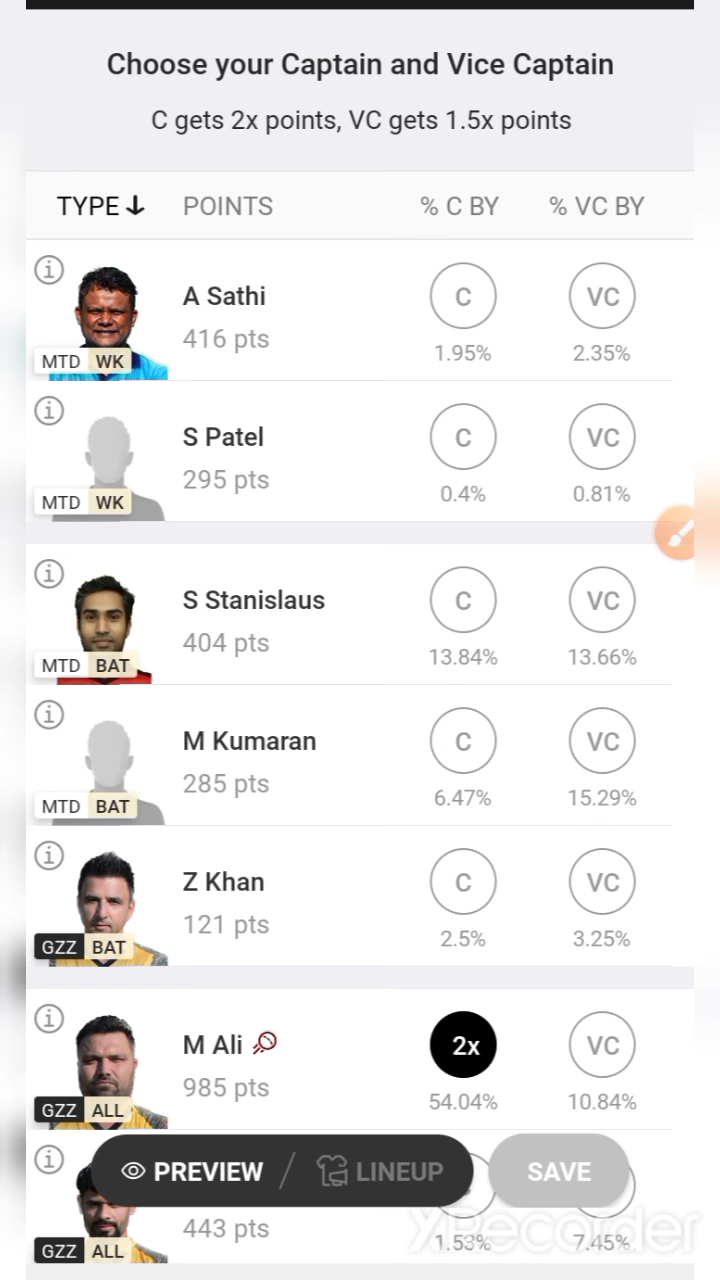 Choose your Captain and Vice Captain
C gets 2x points, VC gets 1.5x points
TYPE POINTS % C BY % VC BY
A Sathi
C VC
416 pts
MTD WK
1.95% 2.35%
S Patel
C VC
295 pts
MTD WK
0.4% 0.81%
S Stanislaus
C VC
404 pts
MTD BAT
13.84% 13.66%
M Kumaran
C VC
285 pts
MTD BAT
6.47% 15.29%
Z Khan
C VC
121 pts
GZZ BAT
2.5% 3.25%
M Ali
2x VC
985 pts
GZZ ALL
54.04% 10.84%
PREVIEW / LINEUP SAVE
443 pts
GZZ ALL
1.53% 7.45%
XRecorder